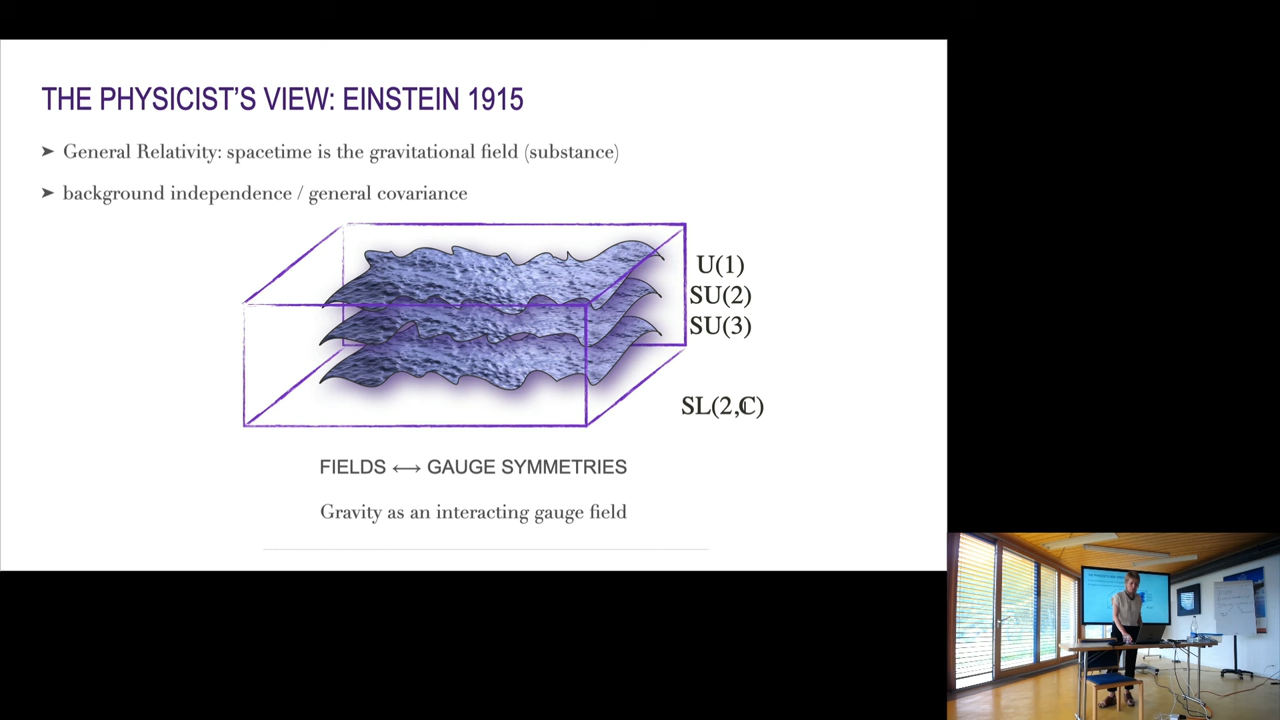 THE PHYSICIST'S VIEW: EINSTEIN 1915
➤ General Relativity: spacetime is the gravitational field (substance)
➤ background independence / general covariance
U(1)
SU(2)
SU(3)
SL(2,C)
FIELDS ⟷ GAUGE SYMMETRIES
Gravity as an interacting gauge field